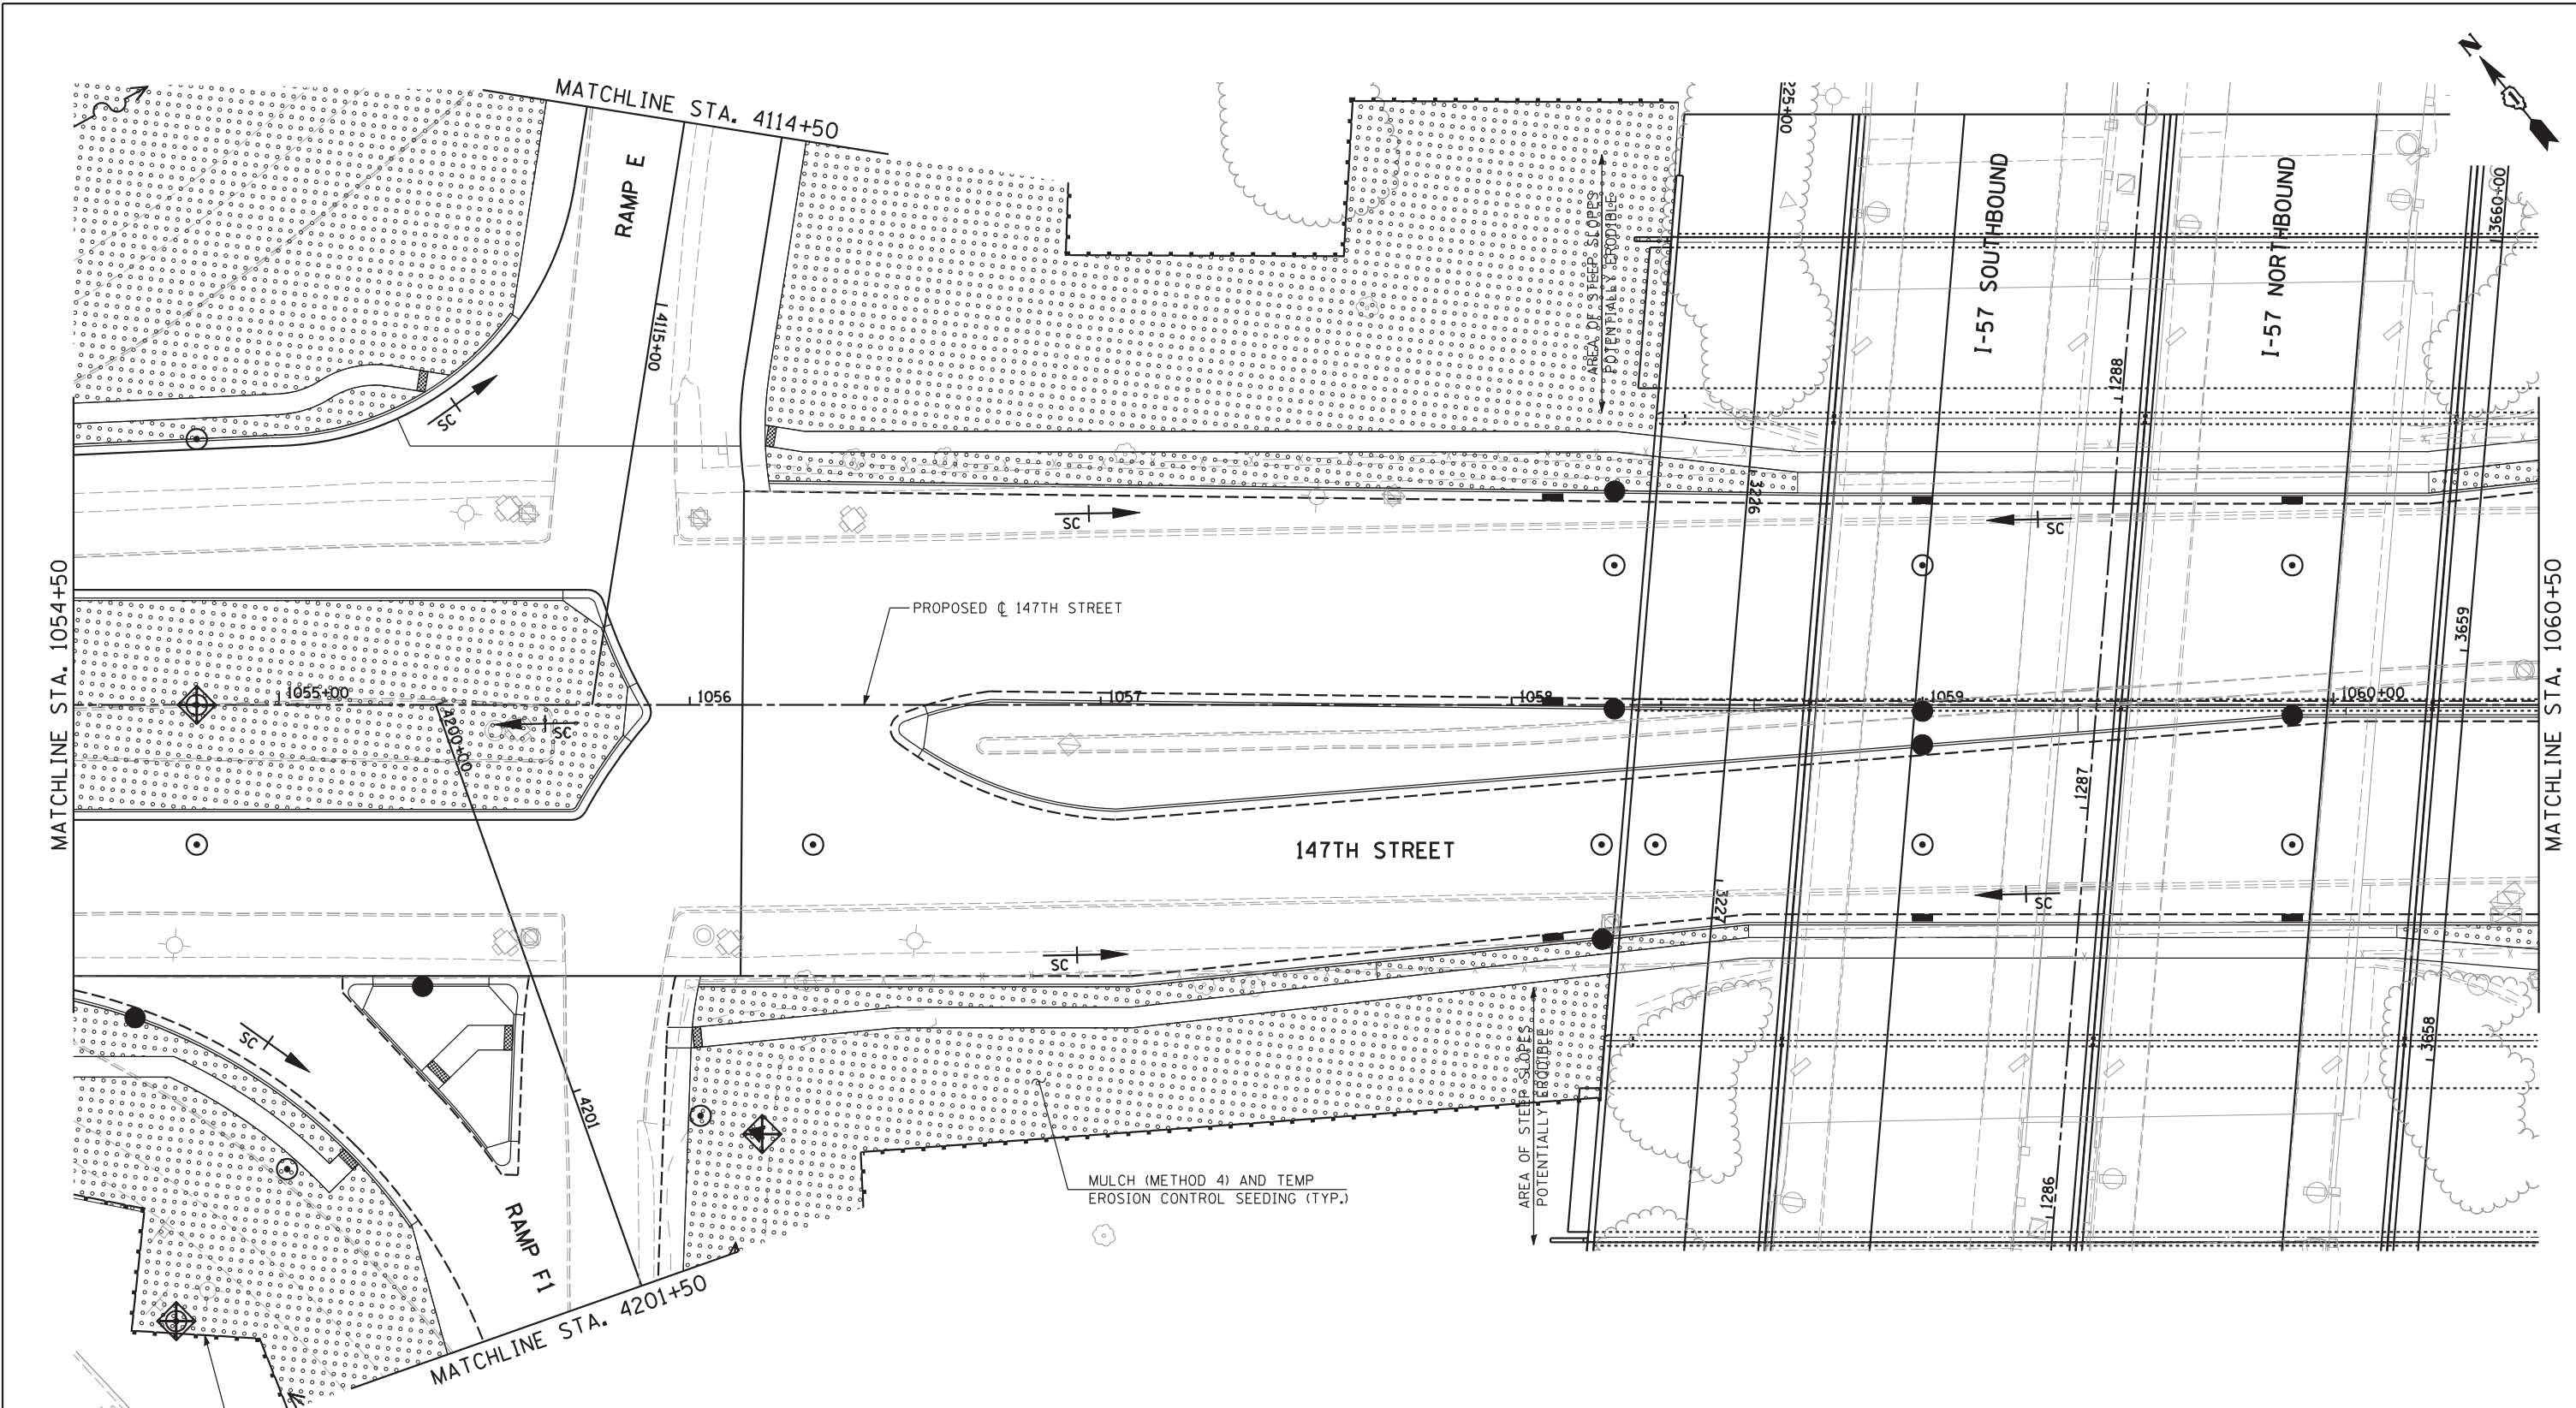 N
MATCHLINE STA. 4114+50
RAMP E
4115+00
AREA OF STEEP SLOPES
POTENTIALLY ERODIBLE
25+00
I-57 SOUTHBOUND
I-57 NORTHBOUND
3660+00
1288
SC
SC
3226
SC
MATCHLINE STA. 1054+50
PROPOSED ℄ 147TH STREET
3659
MATCHLINE STA. 1060+50
1055+00
1056
1057
1058
1059
1060+00
4200+00
SC
1287
147TH STREET
3227
SC
SC
SC
3658
4201
AREA OF STEEP SLOPES
POTENTIALLY ERODIBLE
MULCH (METHOD 4) AND TEMP
EROSION CONTROL SEEDING (TYP.)
1286
RAMP F1
MATCHLINE STA. 4201+50